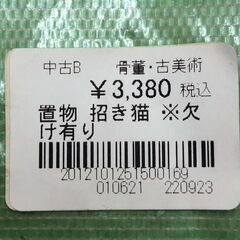 中古B 骨董・古美術
￥3,380 税込
置物 招き猫 ※欠
け有り
2012101251500169
010621 220923